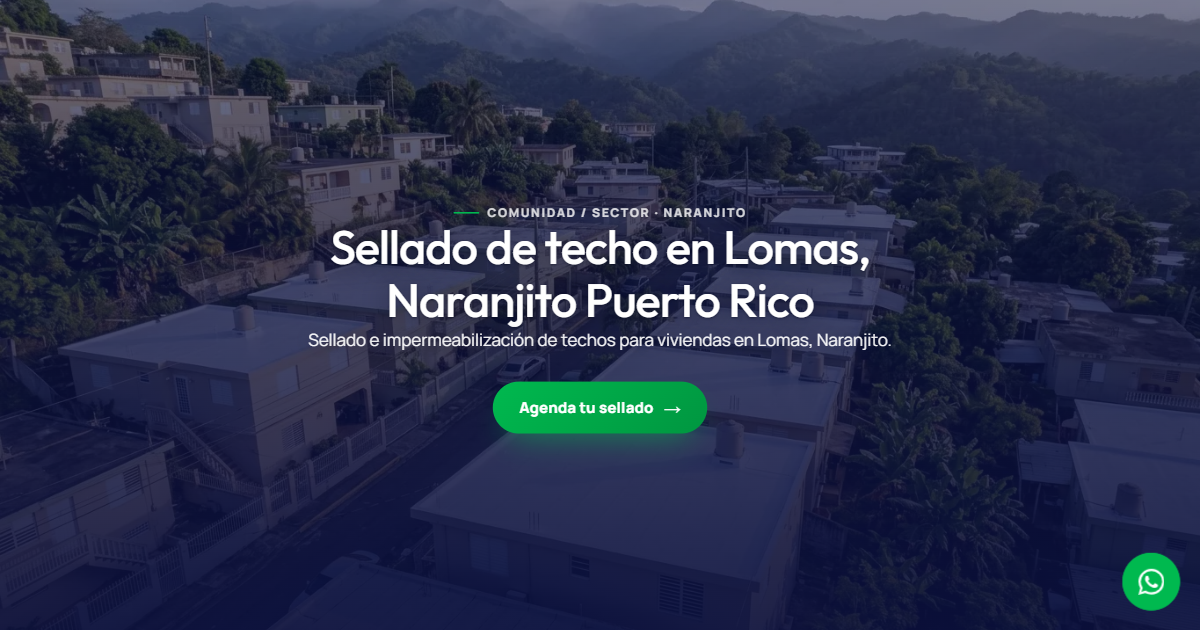 COMUNIDAD / SECTOR · NARANJITO
Sellado de techo en Lomas,
Naranjito Puerto Rico
Sellado e impermeabilización de techos para viviendas en Lomas, Naranjito.
Agenda tu sellado →